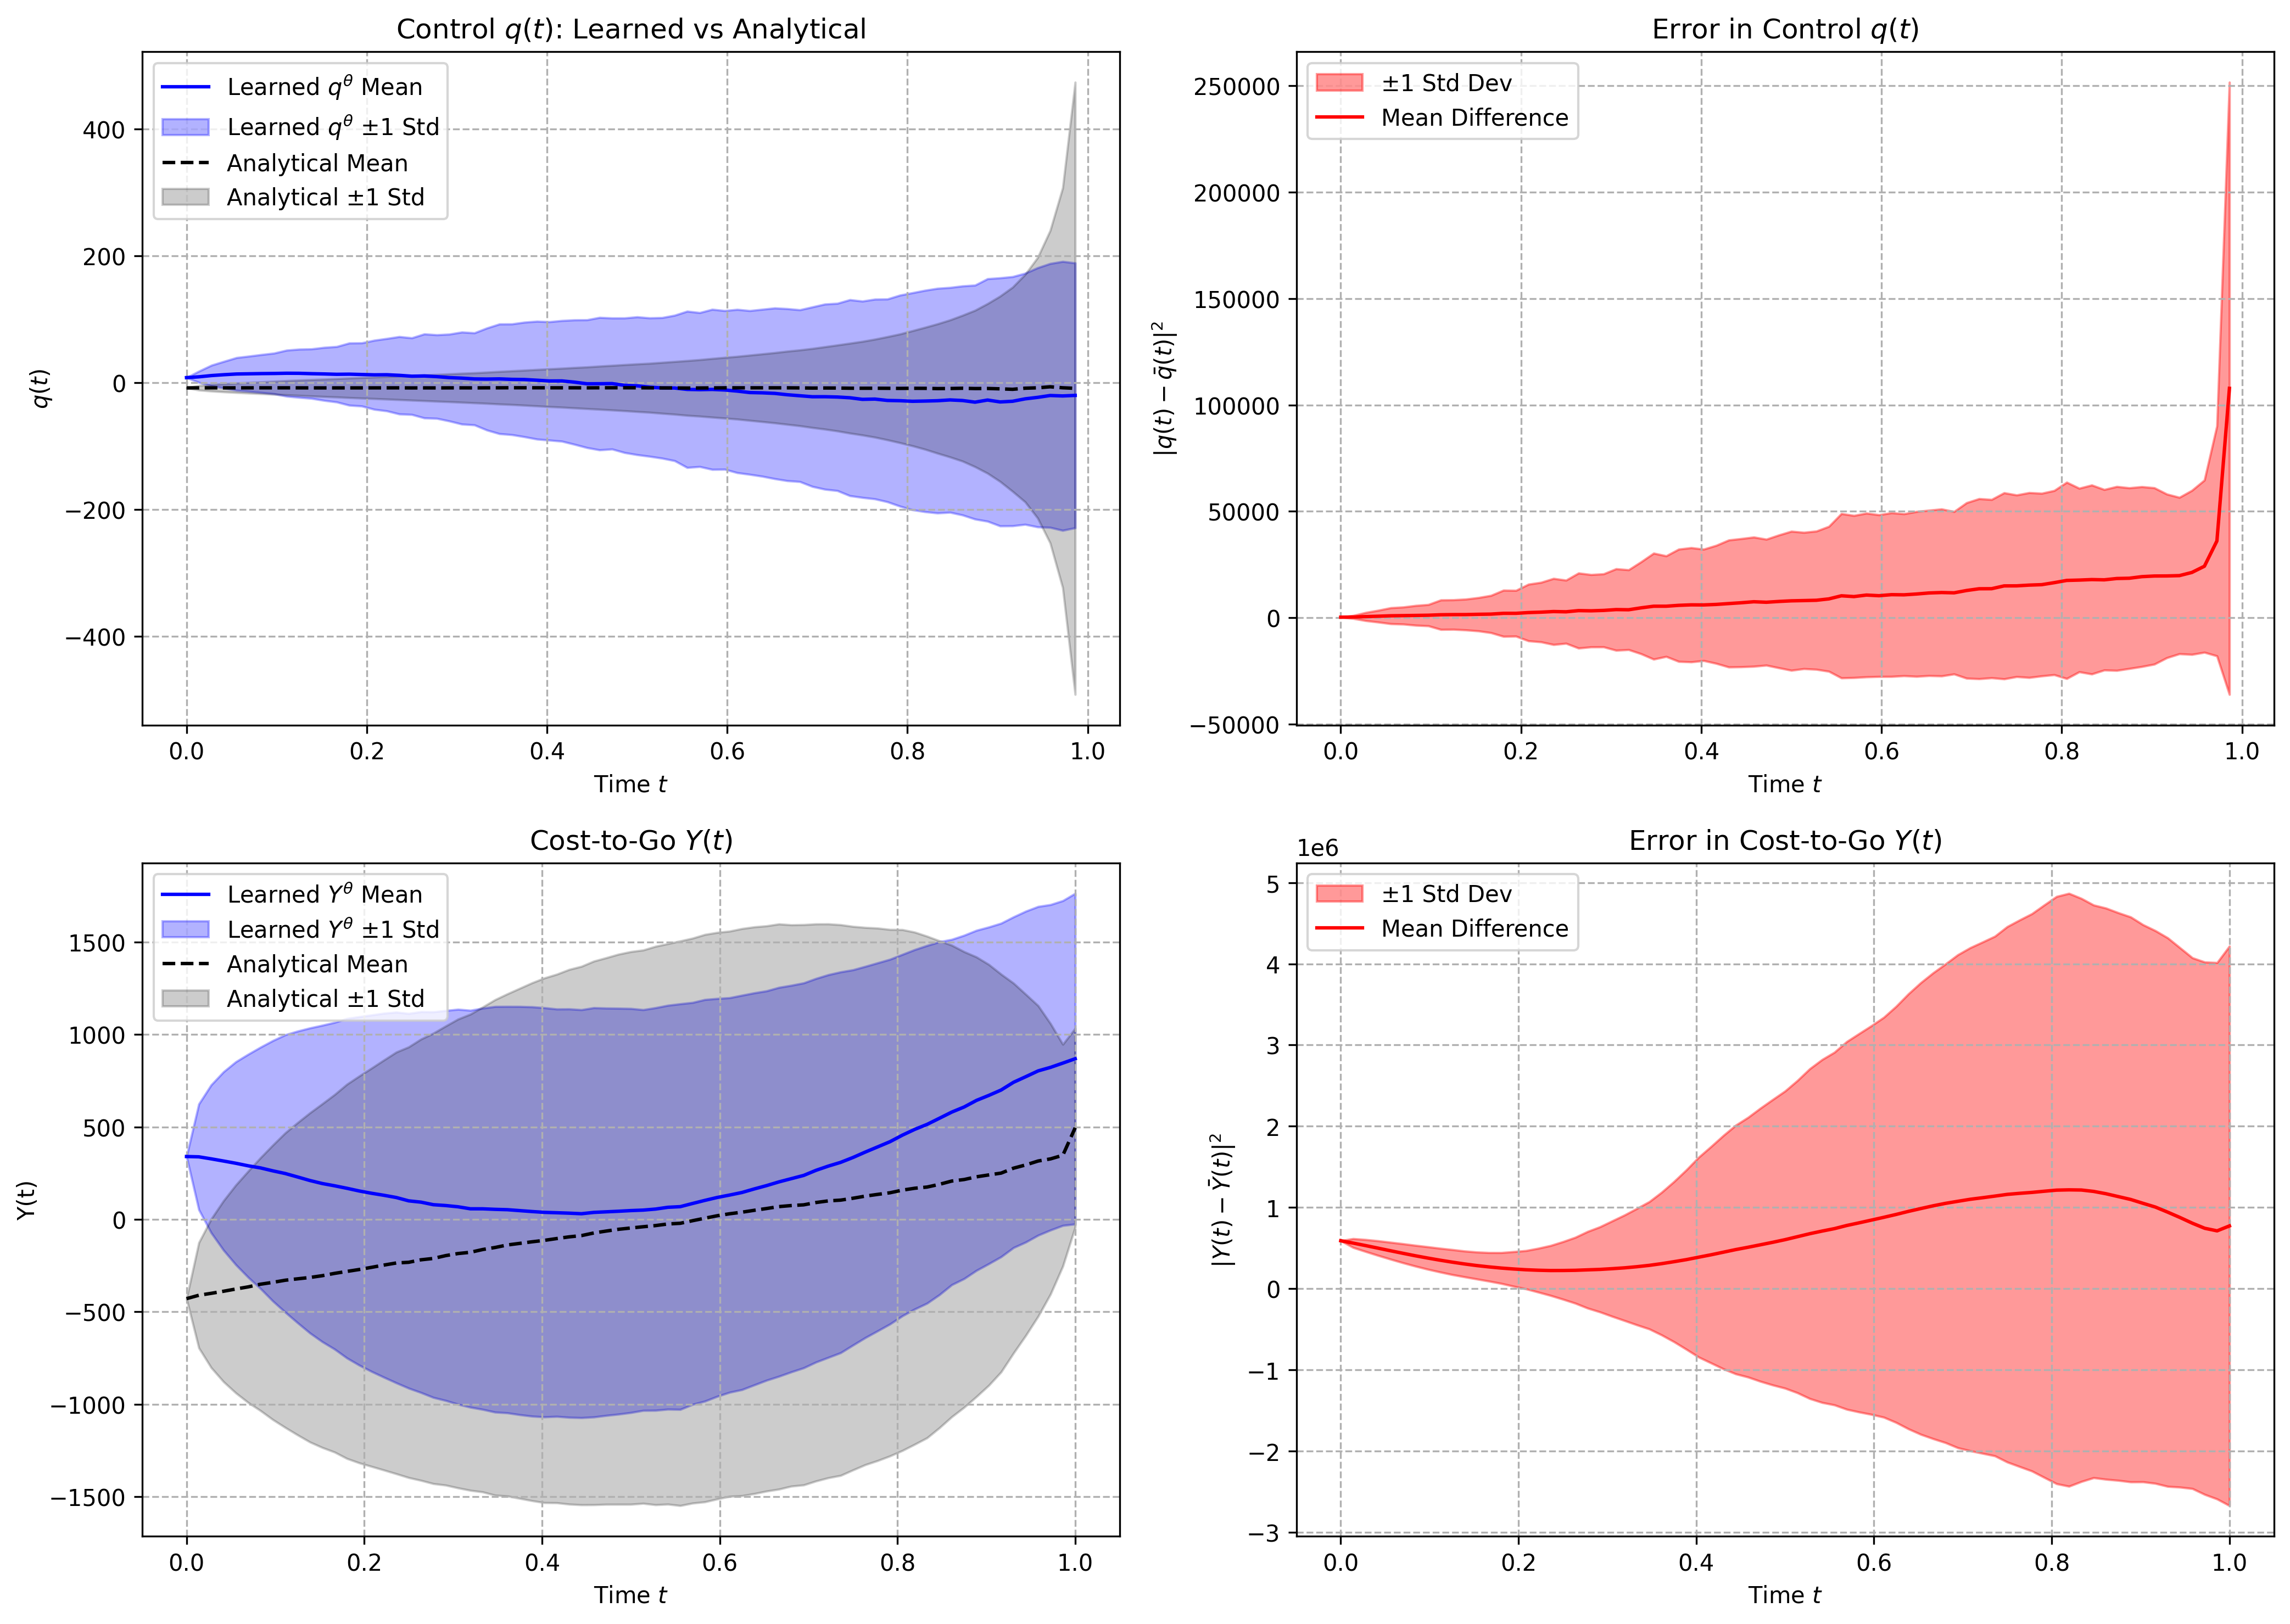 Control q(t): Learned vs Analytical
Learned q^θ Mean
Learned q^θ ±1 Std
Analytical Mean
Analytical ±1 Std
q(t)
400
200
0
−200
−400
0.0 0.2 0.4 0.6 0.8 1.0
Time t
Error in Control q(t)
±1 Std Dev
Mean Difference
|q(t) − q̄(t)|²
250000
200000
150000
100000
50000
0
−50000
0.0 0.2 0.4 0.6 0.8 1.0
Time t
Cost-to-Go Y(t)
Learned Y^θ Mean
Learned Y^θ ±1 Std
Analytical Mean
Analytical ±1 Std
Y(t)
1500
1000
500
0
−500
−1000
−1500
0.0 0.2 0.4 0.6 0.8 1.0
Time t
Error in Cost-to-Go Y(t)
1e6
±1 Std Dev
Mean Difference
|Y(t) − Ȳ(t)|²
5
4
3
2
1
0
−1
−2
−3
0.0 0.2 0.4 0.6 0.8 1.0
Time t